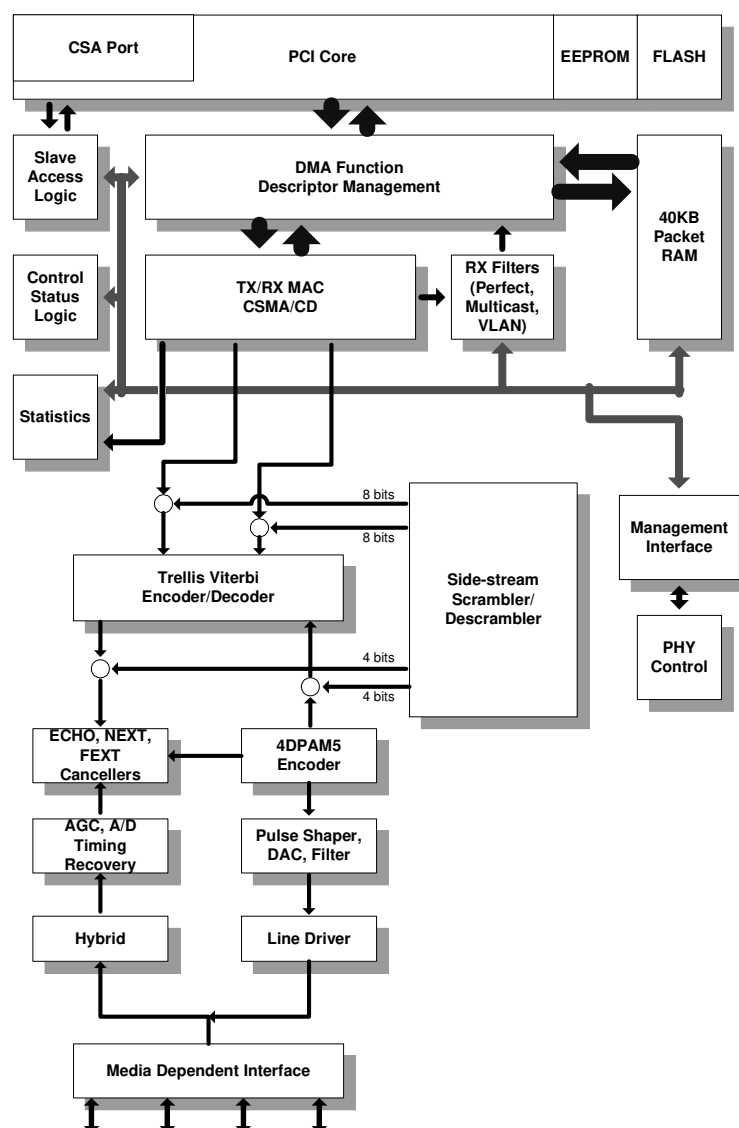 CSA Port
PCI Core
EEPROM
FLASH
Slave
Access
Logic
DMA Function
Descriptor Management
40KB
Packet
RAM
Control
Status
Logic
TX/RX MAC
CSMA/CD
RX Filters
(Perfect,
Multicast,
VLAN)
Statistics
8 bits
8 bits
Management
Interface
Trellis Viterbi
Encoder/Decoder
Side-stream
Scrambler/
Descrambler
4 bits
4 bits
PHY
Control
ECHO, NEXT,
FEXT
Cancellers
4DPAM5
Encoder
AGC, A/D
Timing
Recovery
Pulse Shaper,
DAC, Filter
Hybrid
Line Driver
Media Dependent Interface